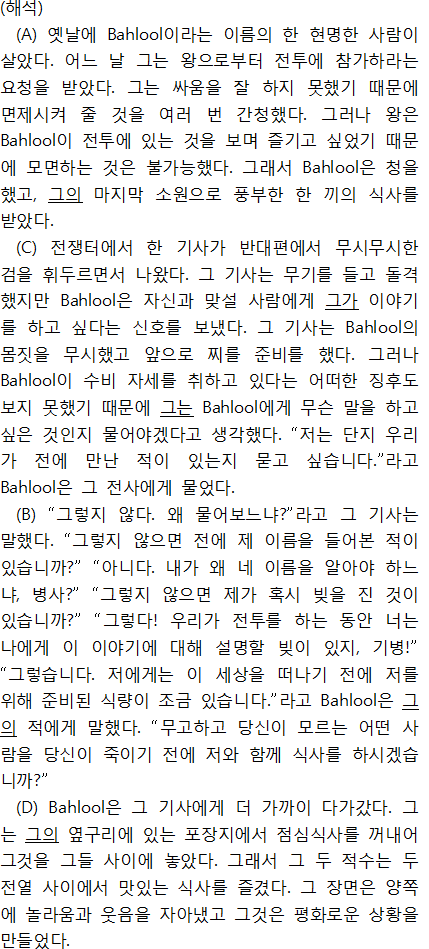 (해석)
(A) 옛날에 Bahlool이라는 이름의 한 현명한 사람이
살았다. 어느 날 그는 왕으로부터 전투에 참가하라는
요청을 받았다. 그는 싸움을 잘 하지 못했기 때문에
면제시켜 줄 것을 여러 번 간청했다. 그러나 왕은
Bahlool이 전투에 있는 것을 보며 즐기고 싶었기 때문
에 모면하는 것은 불가능했다. 그래서 Bahlool은 청을
했고, 그의 마지막 소원으로 풍부한 한 끼의 식사를
받았다.
(C) 전쟁터에서 한 기사가 반대편에서 무시무시한
검을 휘두르면서 나왔다. 그 기사는 무기를 들고 돌격
했지만 Bahlool은 자신과 맞설 사람에게 그가 이야기
를 하고 싶다는 신호를 보냈다. 그 기사는 Bahlool의
몸짓을 무시했고 앞으로 찌를 준비를 했다. 그러나
Bahlool이 수비 자세를 취하고 있다는 어떠한 징후도
보지 못했기 때문에 그는 Bahlool에게 무슨 말을 하고
싶은 것인지 물어야겠다고 생각했다. “저는 단지 우리
가 전에 만난 적이 있는지 묻고 싶습니다.”라고
Bahlool은 그 전사에게 물었다.
(B) “그렇지 않다. 왜 물어보느냐?”라고 그 기사는
말했다. “그렇지 않으면 전에 제 이름을 들어본 적이
있습니까?” “아니다. 내가 왜 네 이름을 알아야 하느
냐, 병사?” “그렇지 않으면 제가 혹시 빚을 진 것이
있습니까?” “그렇다! 우리가 전투를 하는 동안 너는
나에게 이 이야기에 대해 설명할 빚이 있지, 기병!”
“그렇습니다. 저에게는 이 세상을 떠나기 전에 저를
위해 준비된 식량이 조금 있습니다.”라고 Bahlool은 그
의 적에게 말했다. “무고하고 당신이 모르는 어떤 사
람을 당신이 죽이기 전에 저와 함께 식사를 하시겠습
니까?”
(D) Bahlool은 그 기사에게 더 가까이 다가갔다. 그
는 그의 옆구리에 있는 포장지에서 점심식사를 꺼내어
그것을 그들 사이에 놓았다. 그래서 그 두 적수는 두
전열 사이에서 맛있는 식사를 즐겼다. 그 장면은 양쪽
에 놀라움과 웃음을 자아냈고 그것은 평화로운 상황을
만들었다.